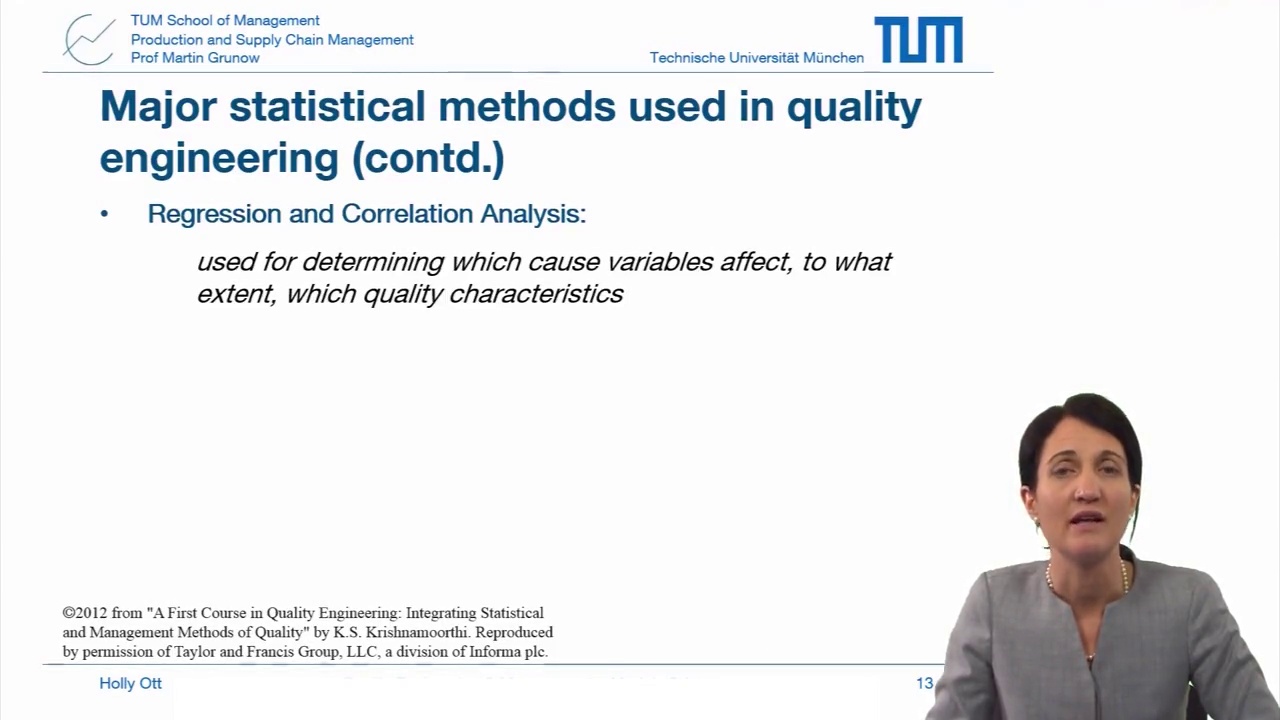 TUM School of Management
Production and Supply Chain Management
Prof Martin Grunow
Technische Universität München
TUM
Major statistical methods used in quality
engineering (contd.)
• Regression and Correlation Analysis:
used for determining which cause variables affect, to what
extent, which quality characteristics
©2012 from "A First Course in Quality Engineering: Integrating Statistical
and Management Methods of Quality" by K.S. Krishnamoorthi. Reproduced
by permission of Taylor and Francis Group, LLC, a division of Informa plc.
Holly Ott
13